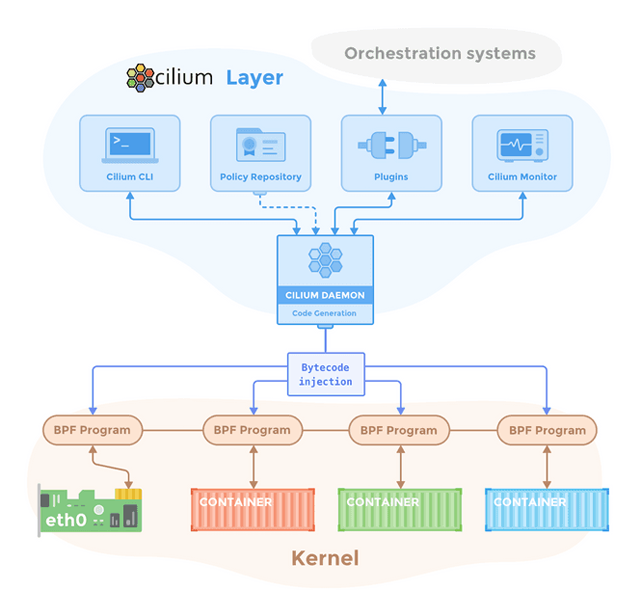 Orchestration systems
cilium Layer
>_
Cilium CLI
Policy Repository
Plugins
Cilium Monitor
CILIUM DAEMON
Code Generation
Bytecode
injection
BPF Program
BPF Program
BPF Program
BPF Program
eth0
CONTAINER
CONTAINER
CONTAINER
Kernel